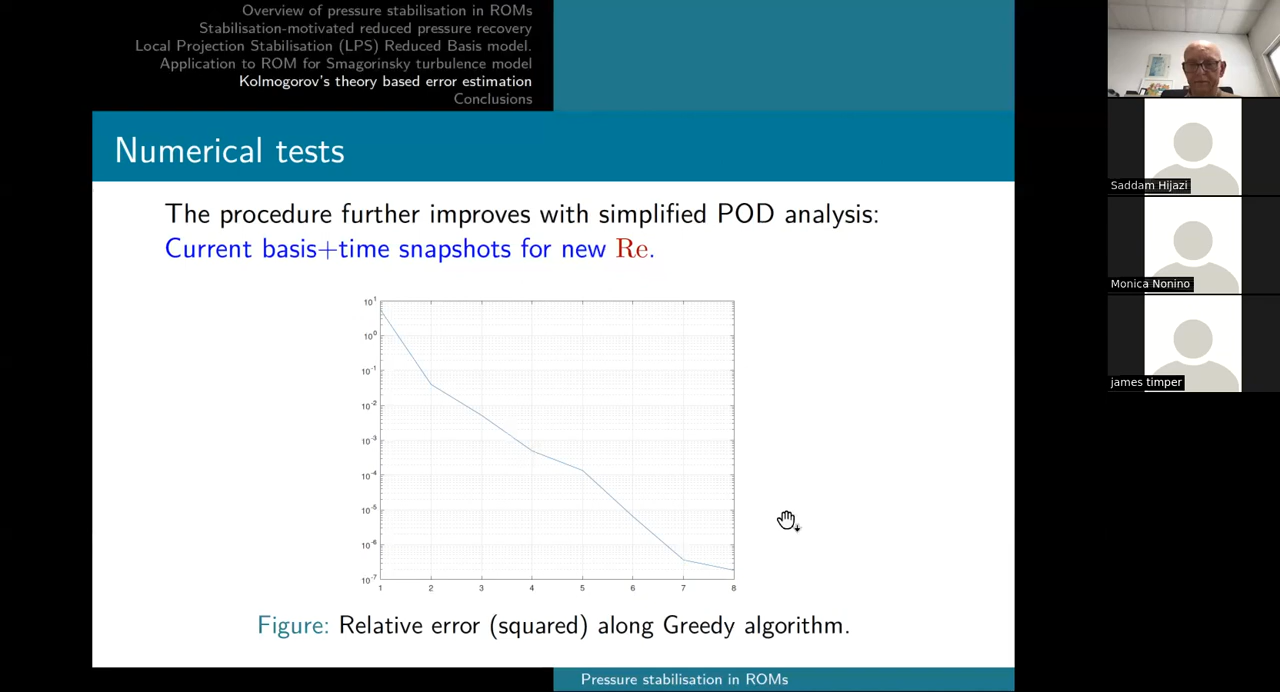 Overview of pressure stabilisation in ROMs
Stabilisation-motivated reduced pressure recovery
Local Projection Stabilisation (LPS) Reduced Basis model.
Application to ROM for Smagorinsky turbulence model
Kolmogorov's theory based error estimation
Conclusions
Numerical tests
The procedure further improves with simplified POD analysis:
Current basis+time snapshots for new Re.
10^1
10^0
10^-1
10^-2
10^-3
10^-4
10^-5
10^-6
10^-7
1 2 3 4 5 6 7 8
Figure: Relative error (squared) along Greedy algorithm.
Pressure stabilisation in ROMs
Saddam Hijazi
Monica Nonino
james timper